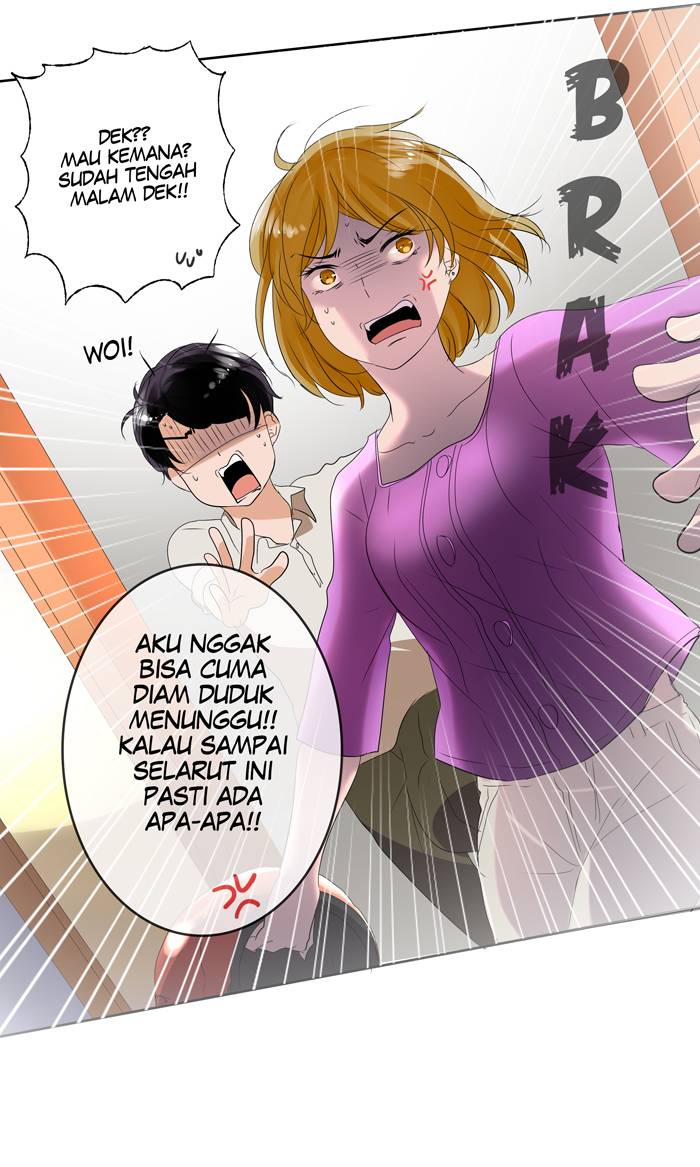 DEK??
MAU KEMANA?
SUDAH TENGAH
MALAM DEK!!
BRAK
WOI!
AKU NGGAK
BISA CUMA
DIAM DUDUK
MENUNGGU!!
KALAU SAMPAI
SELARUT INI
PASTI ADA
APA-APA!!